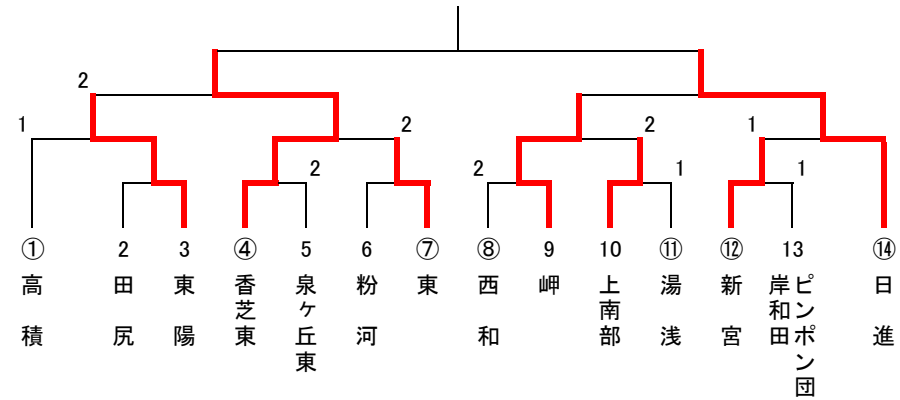 2
1
2
2
1
2
2
1
1
① 2 3 ④ 5 6 ⑦ ⑧ 9 10 ⑪ ⑫ 13 ⑭
高積
田尻
東陽
香芝東
泉ヶ丘東
粉河
東
西和
岬
上南部
湯浅
新宮
岸和田
ピンポン団
日進